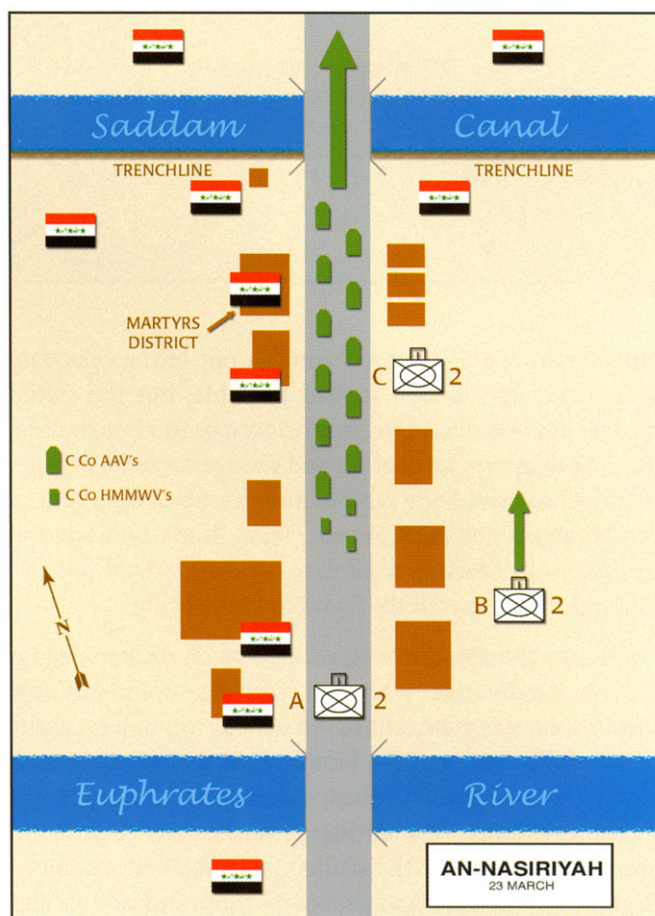 Saddam Canal
TRENCHLINE TRENCHLINE
MARTYRS
DISTRICT
C 2
C Co AAV's
C Co HMMWV's
B 2
N
A 2
Euphrates River
AN-NASIRIYAH
23 MARCH